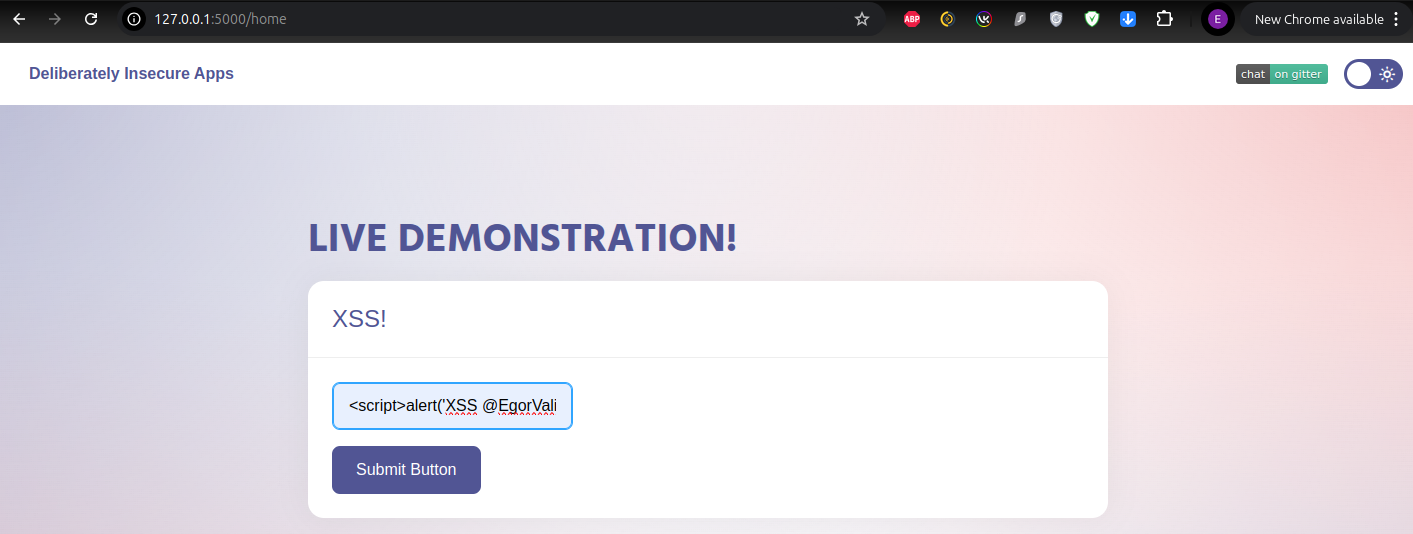 127.0.0.1:5000/home
ABP
E
New Chrome available
Deliberately Insecure Apps
chat on gitter
LIVE DEMONSTRATION!
XSS!
<script>alert('XSS @EgorVali
Submit Button